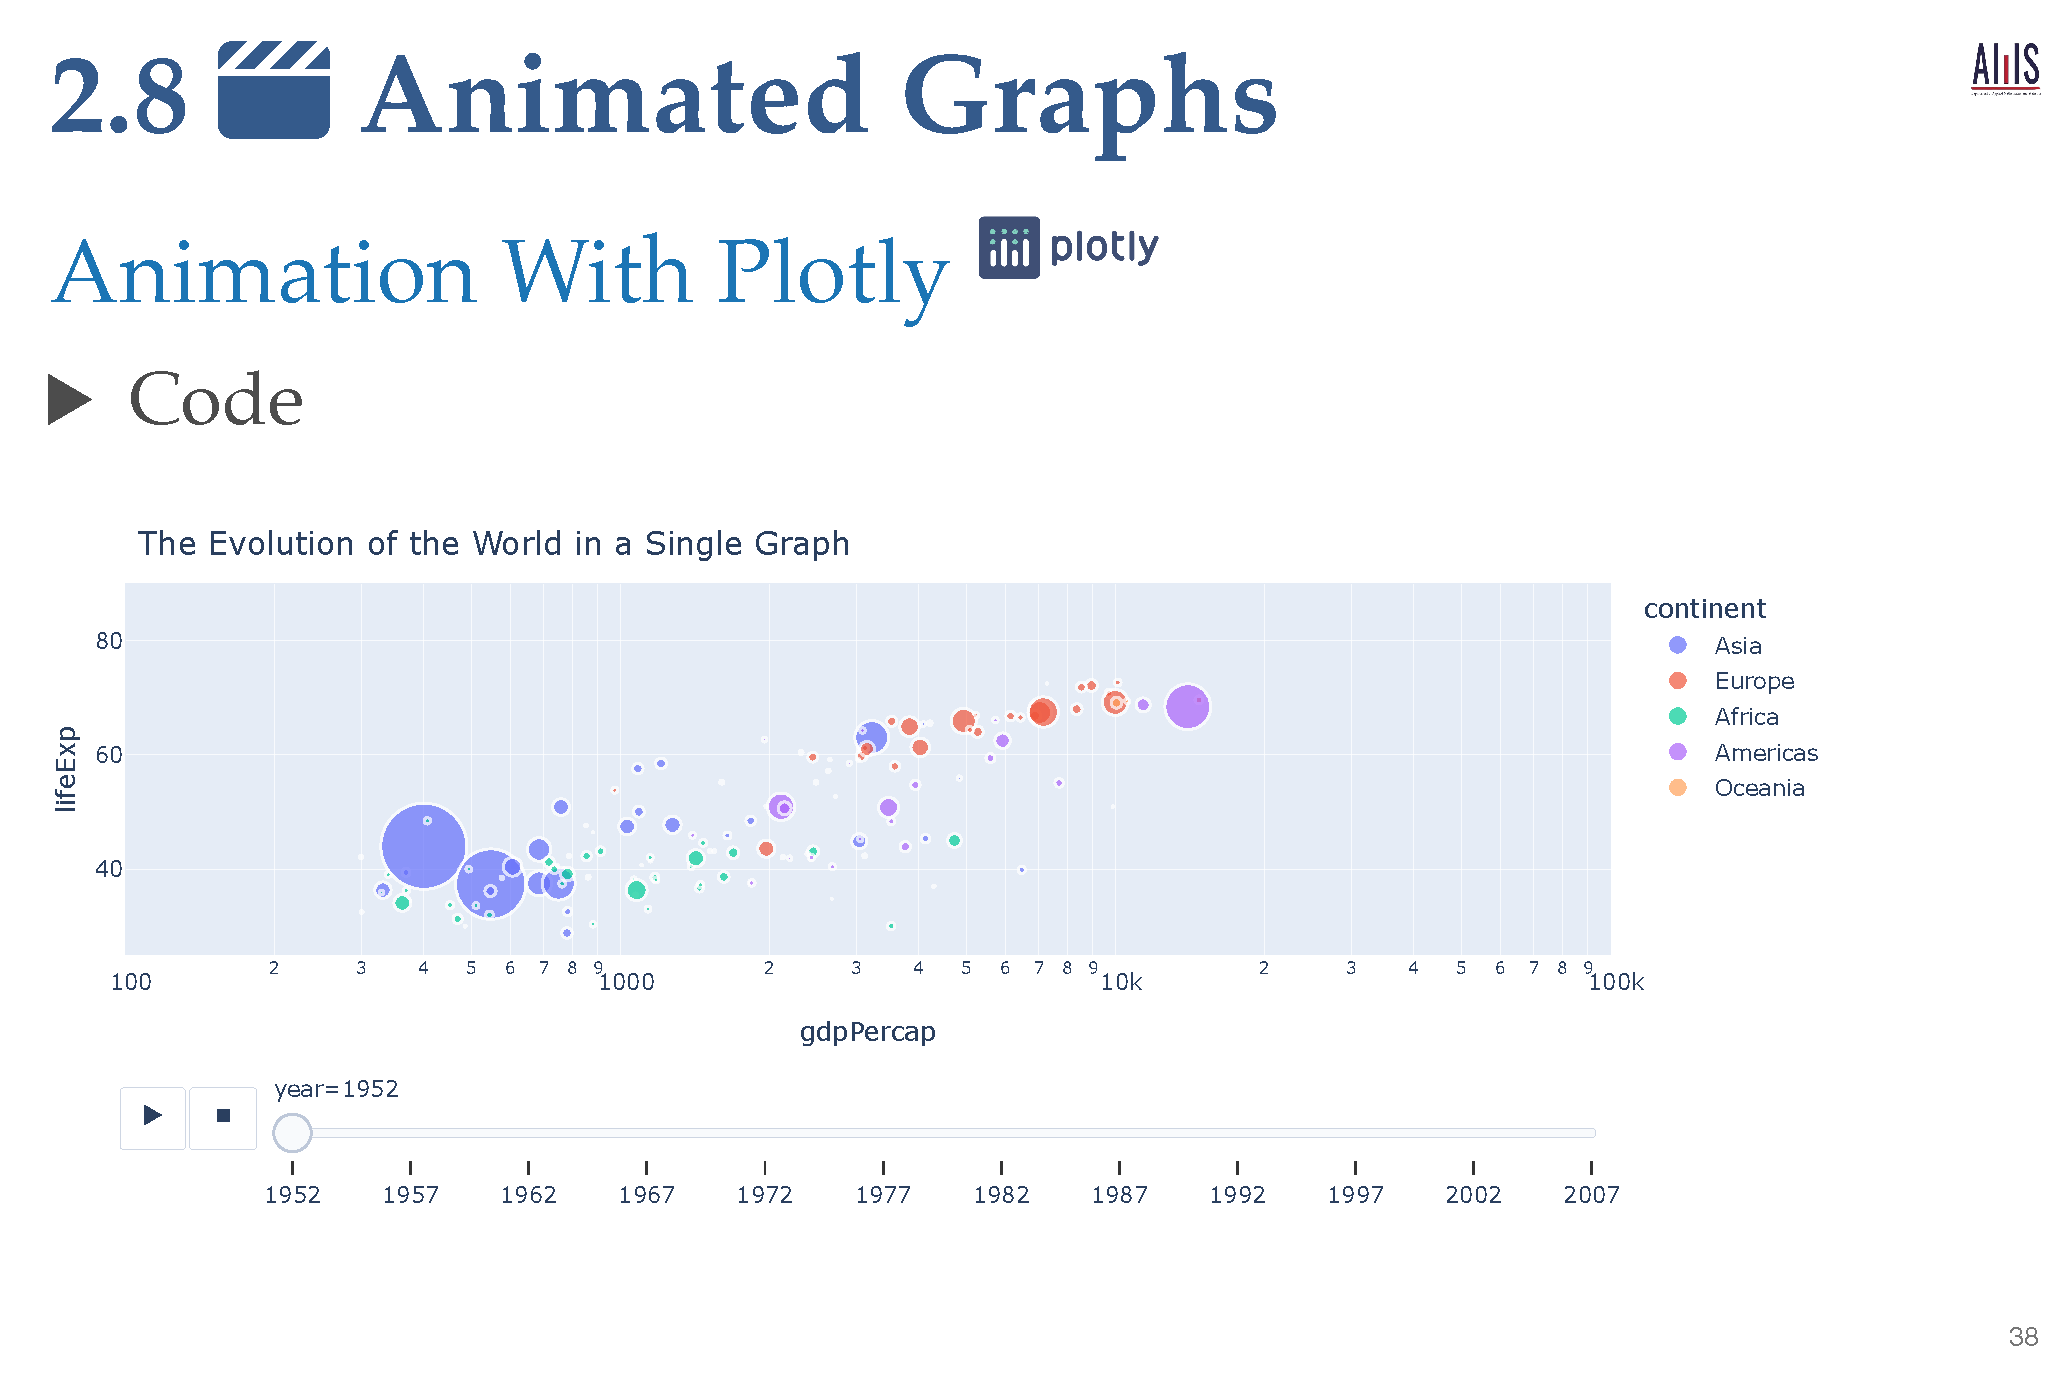 2.8 Animated Graphs
AIMS
Animation With Plotly
plotly
Code
The Evolution of the World in a Single Graph
continent
Asia
Europe
Africa
Americas
Oceania
80
60
40
lifeExp
2 3 4 5 6 7 8 9 2 3 4 5 6 7 8 9 2 3 4 5 6 7 8 9
100 1000 10k 100k
gdpPercap
year=1952
1952 1957 1962 1967 1972 1977 1982 1987 1992 1997 2002 2007
38